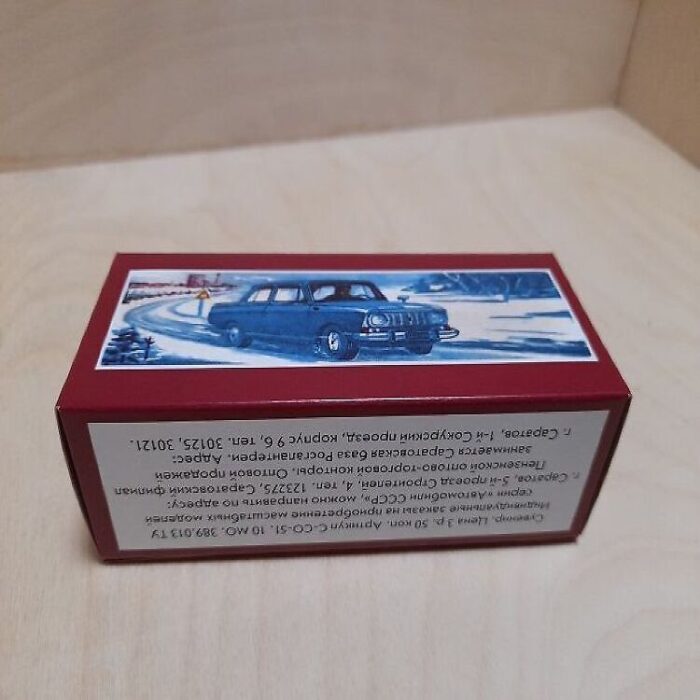 Сувенир. Цена 3 р. 50 коп. Артикул С-СО-51. 10 МО. 389.013 ТУ
Индивидуальные заказы на приобретение масштабных моделей
серии «Автомобили СССР», можно направить по адресу:
г. Саратов, 5-й проезд Строителей, 4, тел. 123275, Саратовский филиал
Пензенской оптово-торговой конторы. Оптовой продажей
занимается Саратовская база Росгалантереи. Адрес:
г. Саратов, 1-й Сокурский проезд, корпус 9 б, тел. 30125, 30121.